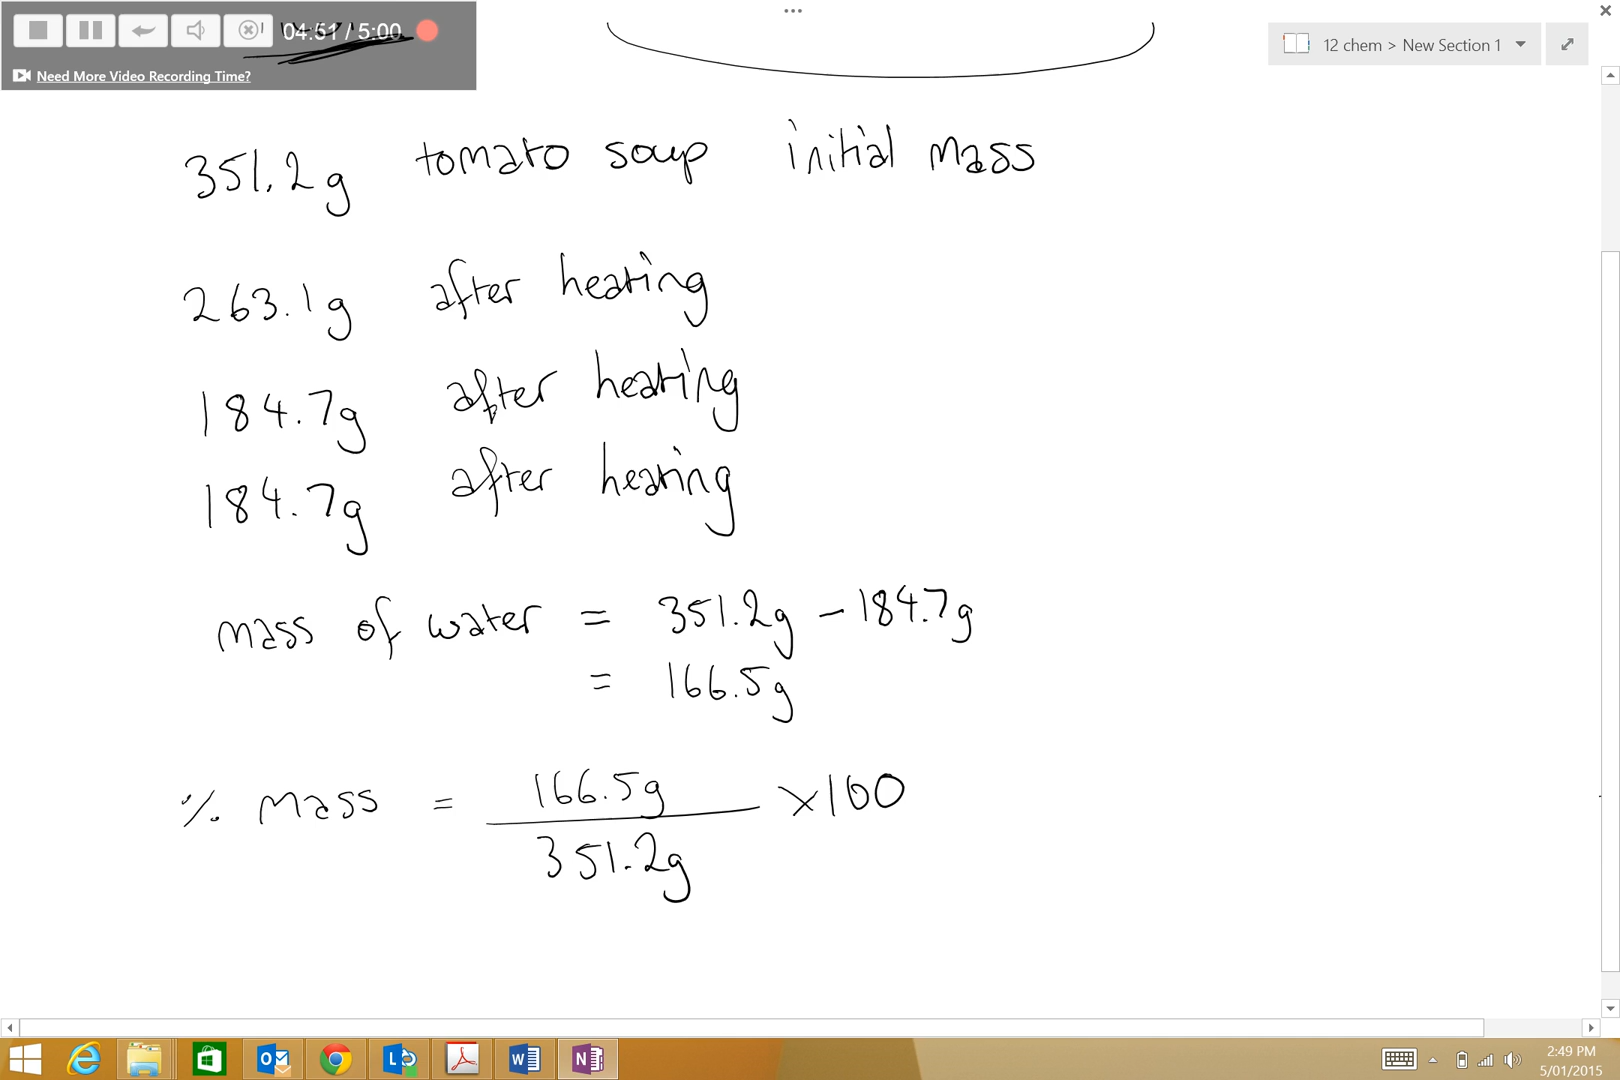 04:51 / 5:00
Need More Video Recording Time?
12 chem > New Section 1
351.2g tomato soup initial mass
263.1g after heating
184.7g after heating
184.7g after heating
mass of water = 351.2g - 184.7g
= 166.5g
% mass = 166.5g / 351.2g ×100
2:49 PM
5/01/2015